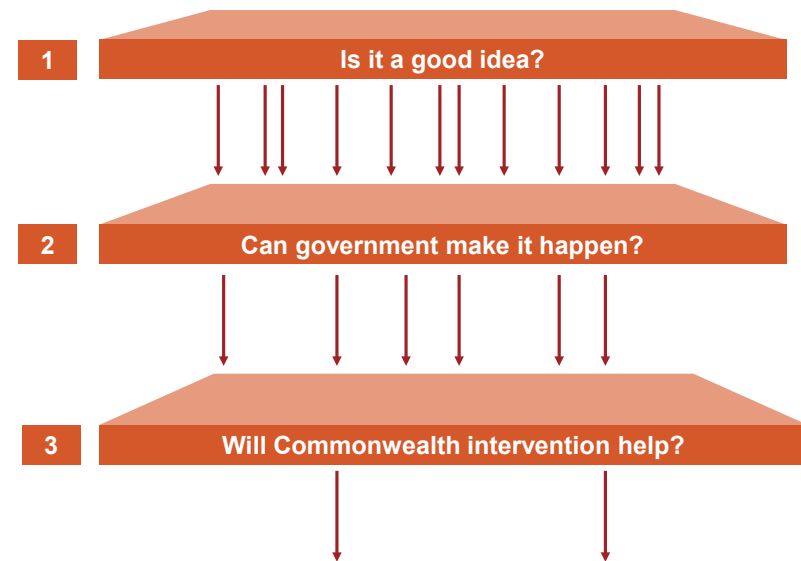 1
Is it a good idea?
2
Can government make it happen?
3
Will Commonwealth intervention help?